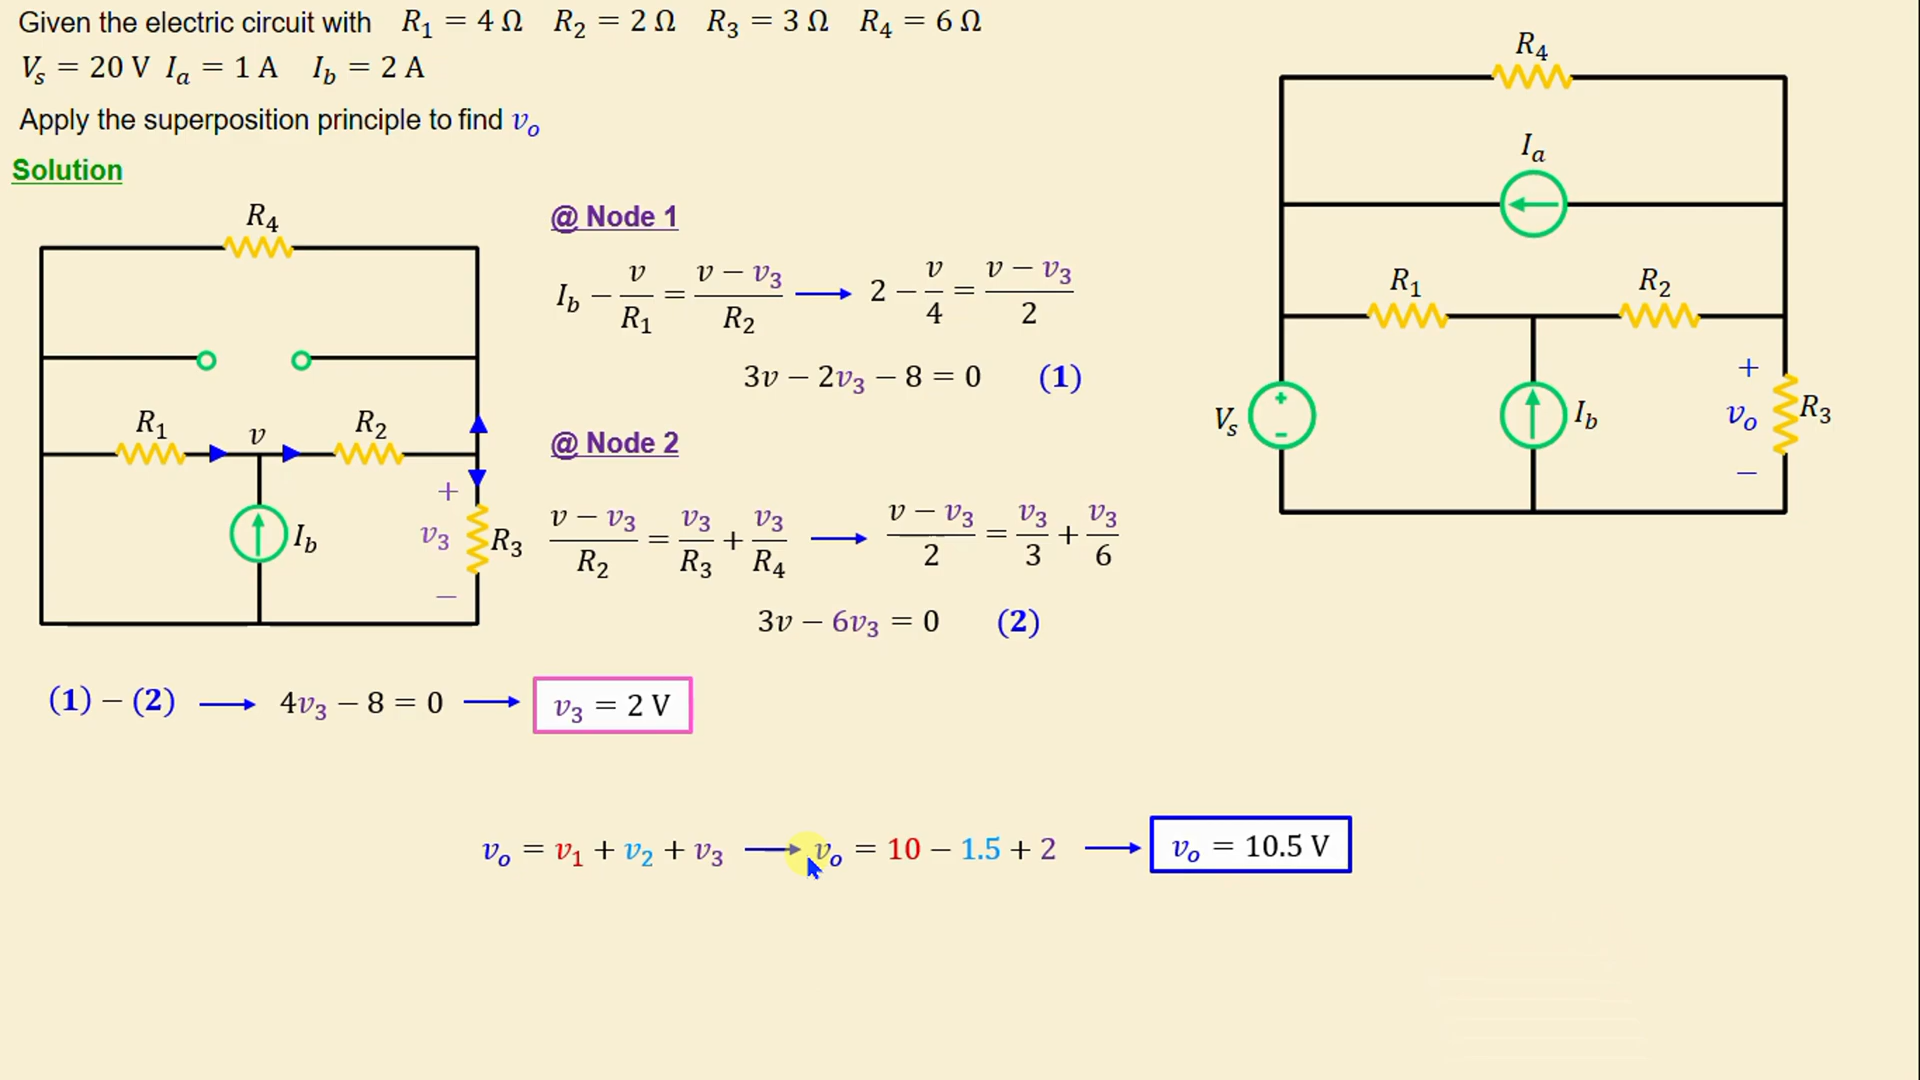 Given the electric circuit with R₁ = 4 Ω R₂ = 2 Ω R₃ = 3 Ω R₄ = 6 Ω
Vₛ = 20 V Iₐ = 1 A I_b = 2 A
Apply the superposition principle to find vₒ
Solution
R₄
R₁
v
R₂
I_b
+
v₃
−
R₃
@ Node 1
I_b − v/R₁ = (v − v₃)/R₂ → 2 − v/4 = (v − v₃)/2
3v − 2v₃ − 8 = 0 (1)
@ Node 2
(v − v₃)/R₂ = v₃/R₃ + v₃/R₄ → (v − v₃)/2 = v₃/3 + v₃/6
3v − 6v₃ = 0 (2)
(1) − (2) → 4v₃ − 8 = 0 → v₃ = 2 V
vₒ = v₁ + v₂ + v₃ → vₒ = 10 − 1.5 + 2 → vₒ = 10.5 V
R₄
Iₐ
R₁
R₂
Vₛ
+
−
I_b
+
vₒ
−
R₃